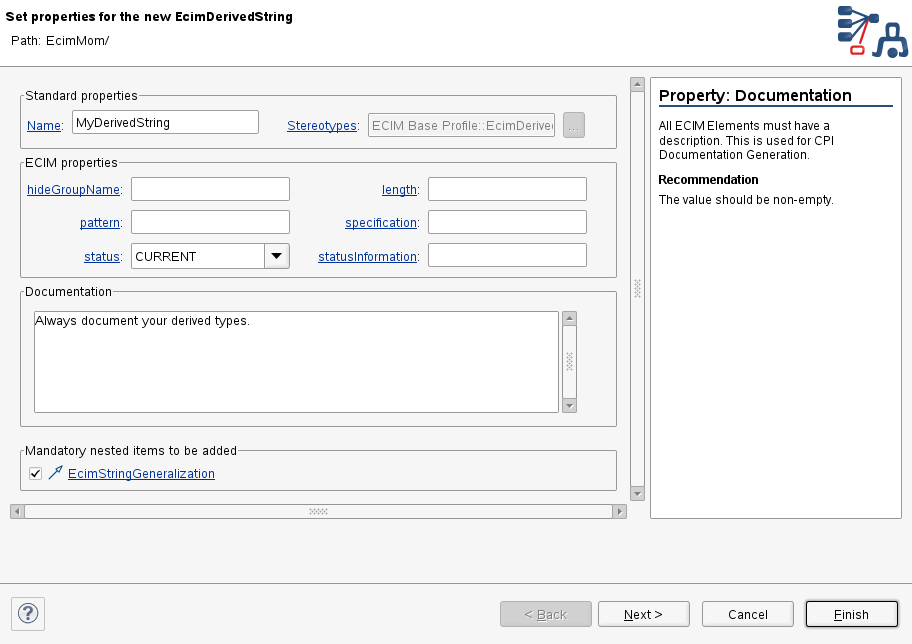 Set properties for the new EcimDerivedString
Path: EcimMom/
Standard properties
Name: MyDerivedString Stereotypes: ECIM Base Profile::EcimDerive ...
ECIM properties
hideGroupName: length:
pattern: specification:
status: CURRENT statusInformation:
Documentation
Always document your derived types.
Mandatory nested items to be added
EcimStringGeneralization
Property: Documentation
All ECIM Elements must have a
description. This is used for CPI
Documentation Generation.
Recommendation
The value should be non-empty.
? < Back Next > Cancel Finish